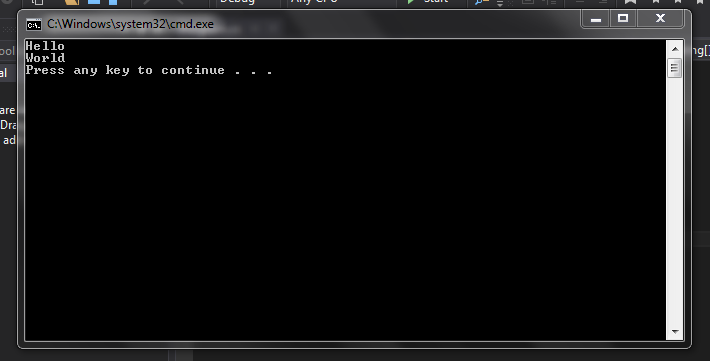 Debug Any CPU Start
C:\Windows\system32\cmd.exe
Hello
World
Press any key to continue . . .
ng[]
ool
al
are
Dra
ad